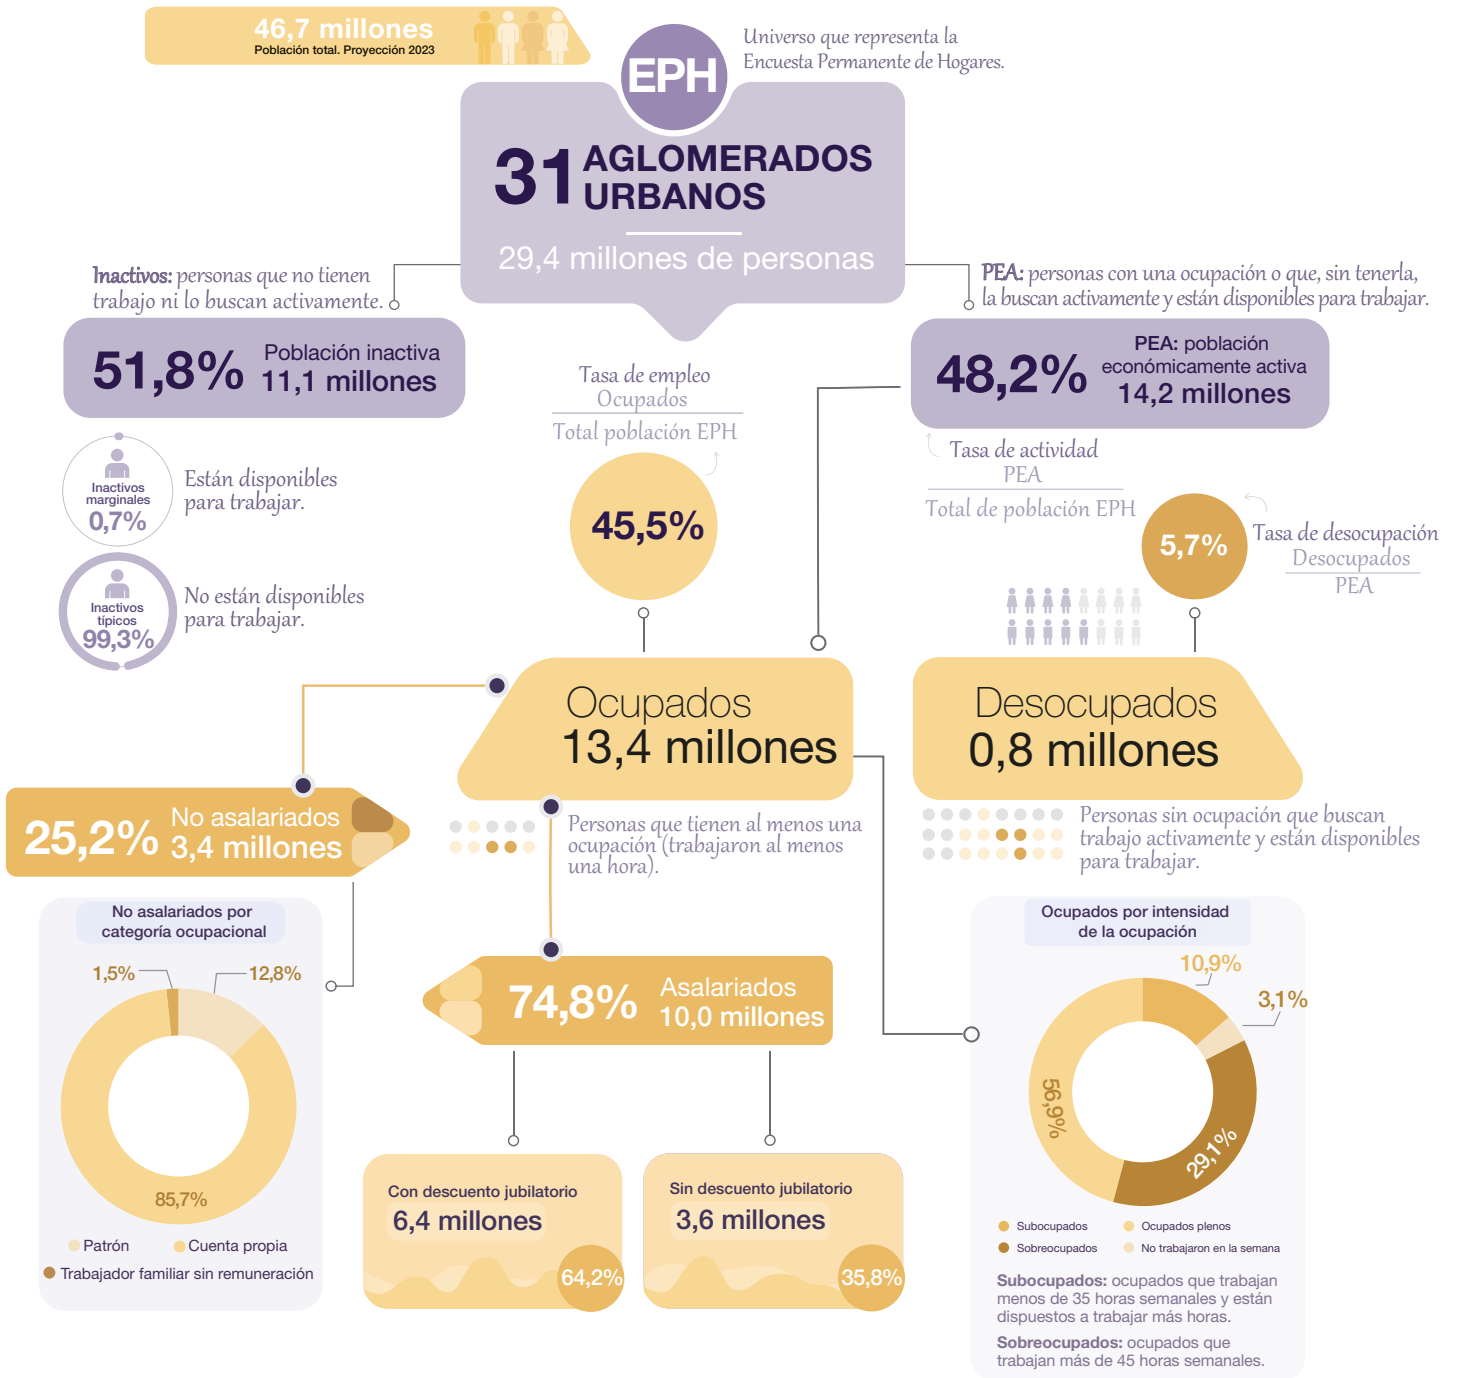 46,7 millones
Población total. Proyección 2023
EPH
Universo que representa la
Encuesta Permanente de Hogares.
31 AGLOMERADOS
URBANOS
29,4 millones de personas
Inactivos: personas que no tienen
trabajo ni lo buscan activamente.
51,8%
Población inactiva
11,1 millones
PEA: personas con una ocupación o que, sin tenerla,
la buscan activamente y están disponibles para trabajar.
48,2%
PEA: población
económicamente activa
14,2 millones
Inactivos
marginales
0,7%
Están disponibles
para trabajar.
Inactivos
típicos
99,3%
No están disponibles
para trabajar.
Tasa de empleo
Ocupados
Total población EPH
45,5%
Tasa de actividad
PEA
Total de población EPH
5,7%
Tasa de desocupación
Desocupados
PEA
Ocupados
13,4 millones
Desocupados
0,8 millones
25,2%
No asalariados
3,4 millones
Personas que tienen al menos una
ocupación (trabajaron al menos
una hora).
Personas sin ocupación que buscan
trabajo activamente y están disponibles
para trabajar.
No asalariados por
categoría ocupacional
1,5%
12,8%
85,7%
Patrón
Cuenta propia
Trabajador familiar sin remuneración
74,8%
Asalariados
10,0 millones
Con descuento jubilatorio
6,4 millones
64,2%
Sin descuento jubilatorio
3,6 millones
35,8%
Ocupados por intensidad
de la ocupación
10,9%
3,1%
56,9%
29,1%
Subocupados
Ocupados plenos
Sobreocupados
No trabajaron en la semana
Subocupados: ocupados que trabajan
menos de 35 horas semanales y están
dispuestos a trabajar más horas.
Sobreocupados: ocupados que
trabajan más de 45 horas semanales.